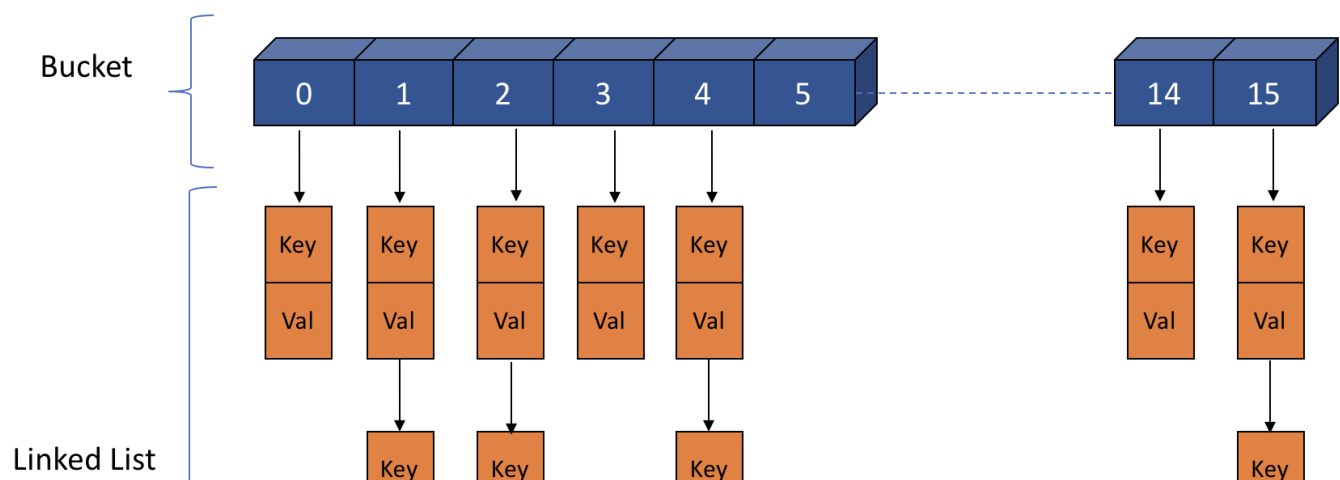 Bucket
0 1 2 3 4 5 14 15
Key Key Key Key Key Key Key
Val Val Val Val Val Val Val
Linked List
Key Key Key Key